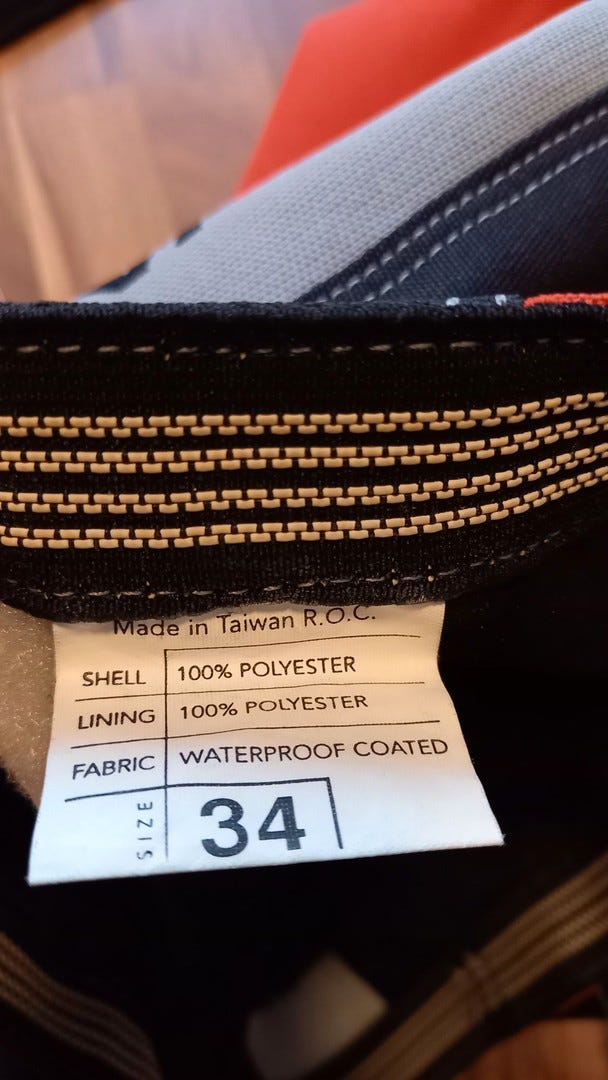 Made in Taiwan R.O.C.
SHELL 100% POLYESTER
LINING 100% POLYESTER
FABRIC WATERPROOF COATED
SIZE 34